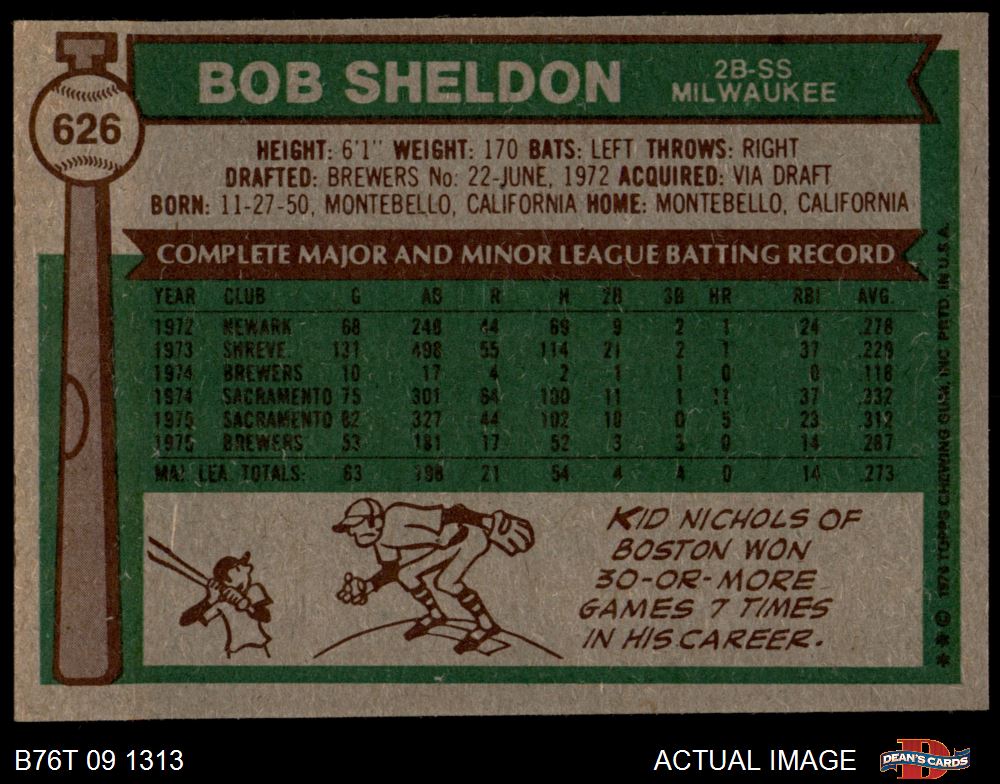 626
BOB SHELDON
2B-SS
MILWAUKEE
HEIGHT: 6'1" WEIGHT: 170 BATS: LEFT THROWS: RIGHT
DRAFTED: BREWERS No. 22-JUNE, 1972 ACQUIRED: VIA DRAFT
BORN: 11-27-50, MONTEBELLO, CALIFORNIA HOME: MONTEBELLO, CALIFORNIA
COMPLETE MAJOR AND MINOR LEAGUE BATTING RECORD
YEAR CLUB G AB R H 2B 3B HR RBI AVG.
1972 NEWARK 68 248 44 69 9 2 1 24 .278
1973 SHREVE. 131 498 55 114 21 2 1 37 .229
1974 BREWERS 10 17 4 2 1 1 0 0 .118
1974 SACRAMENTO 75 301 64 100 11 1 11 37 .332
1975 SACRAMENTO 82 327 44 102 10 0 5 23 .312
1975 BREWERS 53 181 17 52 3 3 0 14 .287
MAJ. LEA. TOTALS: 63 198 21 54 4 4 0 14 .273
KID NICHOLS OF
BOSTON WON
30-OR-MORE
GAMES 7 TIMES
IN HIS CAREER.
* * © 1976 TOPPS CHEWING GUM, INC. PRTD. IN U.S.A.
B76T 09 1313
ACTUAL IMAGE
D
DEAN'S CARDS